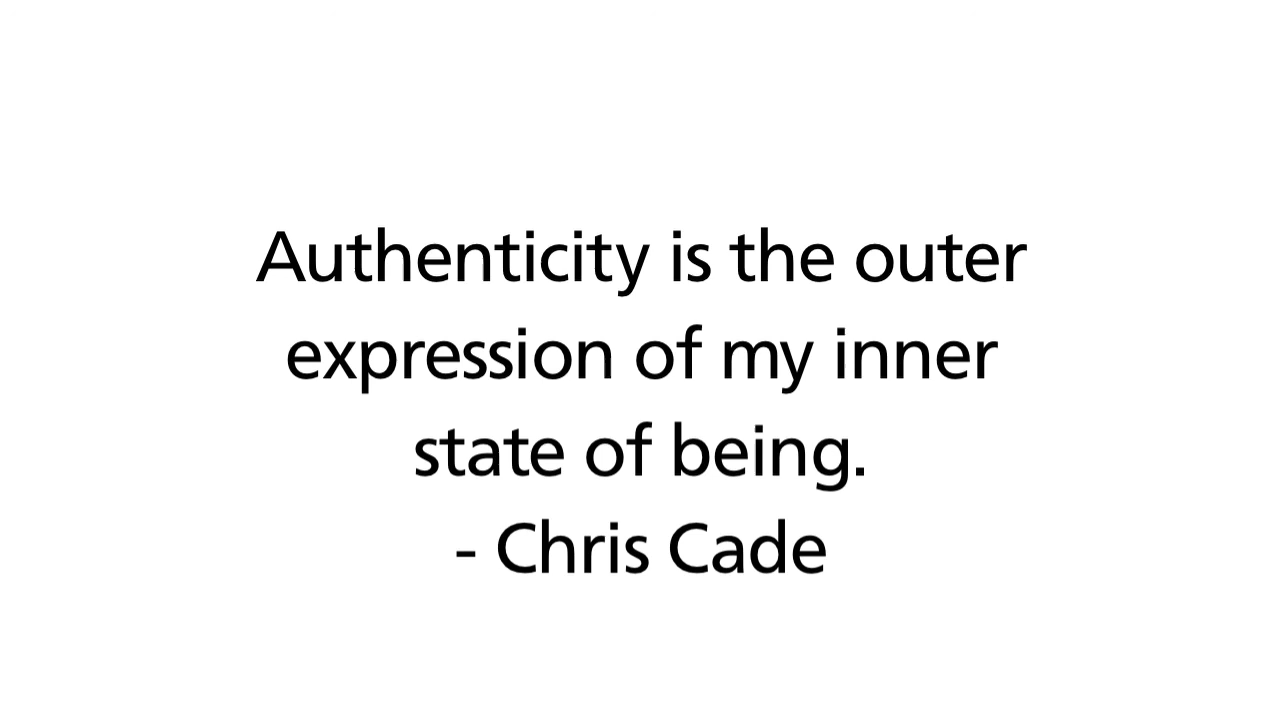 Authenticity is the outer
expression of my inner
state of being.
- Chris Cade